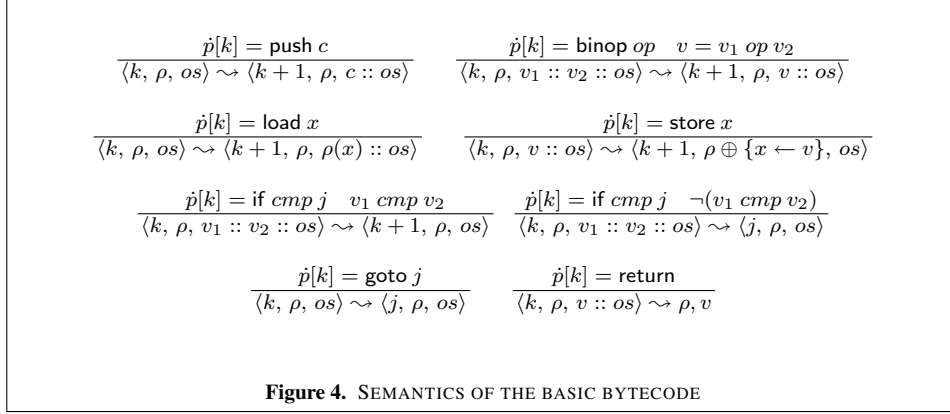 ṗ[k] = push c    ṗ[k] = binop op   v = v₁ op v₂
⟨k, ρ, os⟩ ⇝ ⟨k + 1, ρ, c :: os⟩    ⟨k, ρ, v₁ :: v₂ :: os⟩ ⇝ ⟨k + 1, ρ, v :: os⟩
ṗ[k] = load x    ṗ[k] = store x
⟨k, ρ, os⟩ ⇝ ⟨k + 1, ρ, ρ(x) :: os⟩    ⟨k, ρ, v :: os⟩ ⇝ ⟨k + 1, ρ ⊕ {x ← v}, os⟩
ṗ[k] = if cmp j   v₁ cmp v₂    ṗ[k] = if cmp j   ¬(v₁ cmp v₂)
⟨k, ρ, v₁ :: v₂ :: os⟩ ⇝ ⟨k + 1, ρ, os⟩    ⟨k, ρ, v₁ :: v₂ :: os⟩ ⇝ ⟨j, ρ, os⟩
ṗ[k] = goto j    ṗ[k] = return
⟨k, ρ, os⟩ ⇝ ⟨j, ρ, os⟩    ⟨k, ρ, v :: os⟩ ⇝ ρ, v
Figure 4. SEMANTICS OF THE BASIC BYTECODE